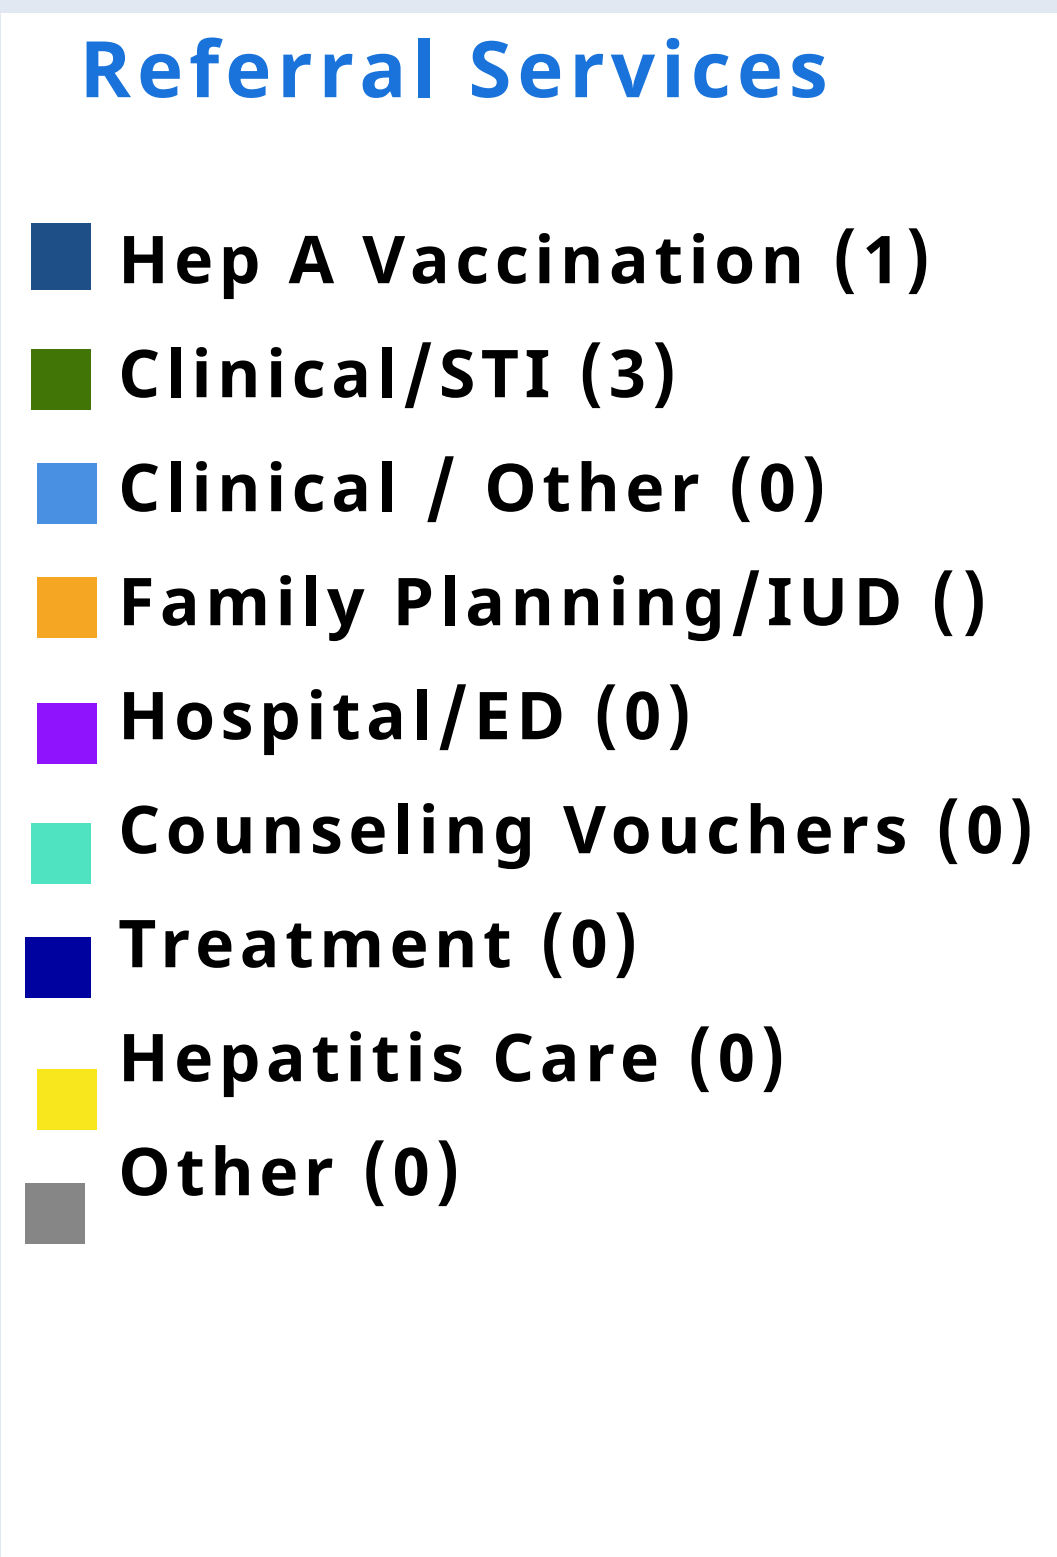 Referral Services
Hep A Vaccination (1)
Clinical/STI (3)
Clinical / Other (0)
Family Planning/IUD ()
Hospital/ED (0)
Counseling Vouchers (0)
Treatment (0)
Hepatitis Care (0)
Other (0)